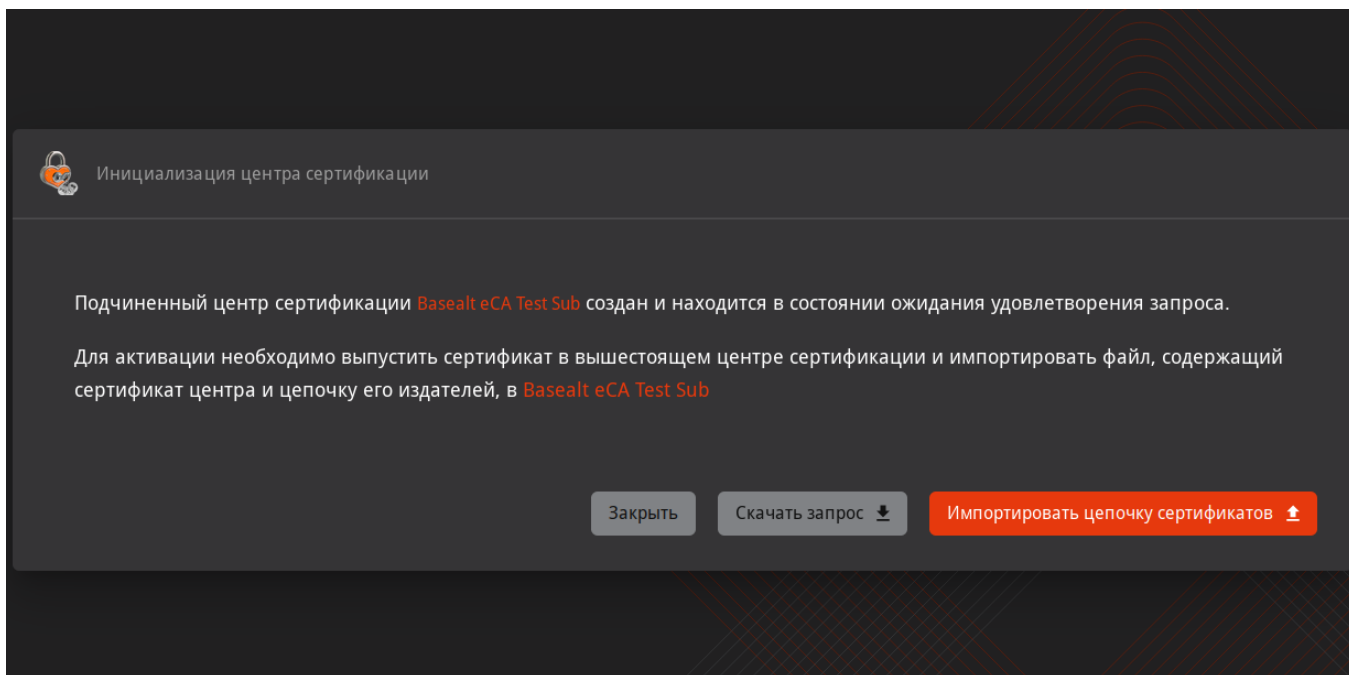 Инициализация центра сертификации
Подчиненный центр сертификации Basealt eCA Test Sub создан и находится в состоянии ожидания удовлетворения запроса.
Для активации необходимо выпустить сертификат в вышестоящем центре сертификации и импортировать файл, содержащий
сертификат центра и цепочку его издателей, в Basealt eCA Test Sub
Закрыть Скачать запрос Импортировать цепочку сертификатов